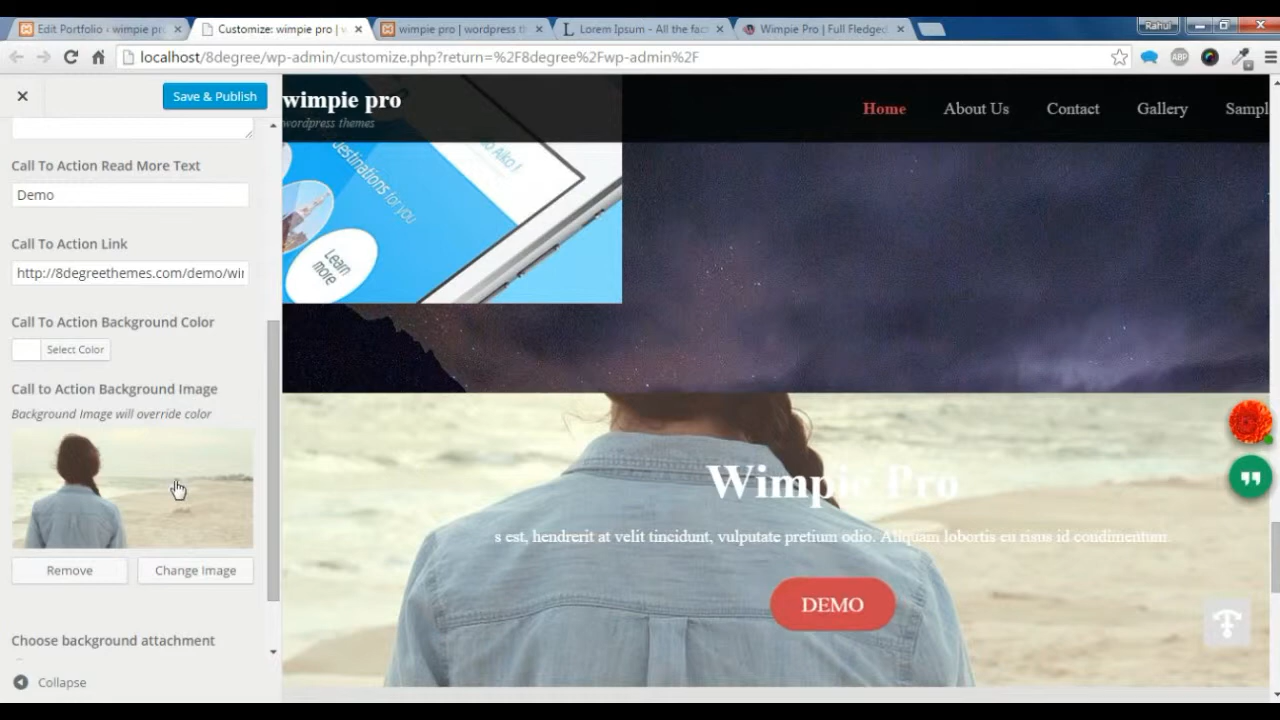 Edit Portfolio ‹ wimpie pr
Customize: wimpie pro |
wimpie pro | wordpress t
Lorem Ipsum - All the fac
Wimpie Pro | Full Fledged
Rahul
localhost/8degree/wp-admin/customize.php?return=%2F8degree%2Fwp-admin%2F
ABP
Save & Publish
wimpie pro
wordpress themes
Home
About Us
Contact
Gallery
Sampl
Call To Action Read More Text
Demo
Call To Action Link
http://8degreethemes.com/demo/wi
Call To Action Background Color
Select Color
Call to Action Background Image
Background Image will override color
Remove
Change Image
Choose background attachment
Collapse
destinations for you
Learn
more
Wimpie Pro
s est, hendrerit at velit tincidunt, vulputate pretium odio. Aliquam lobortis eu risus id condimentum.
DEMO